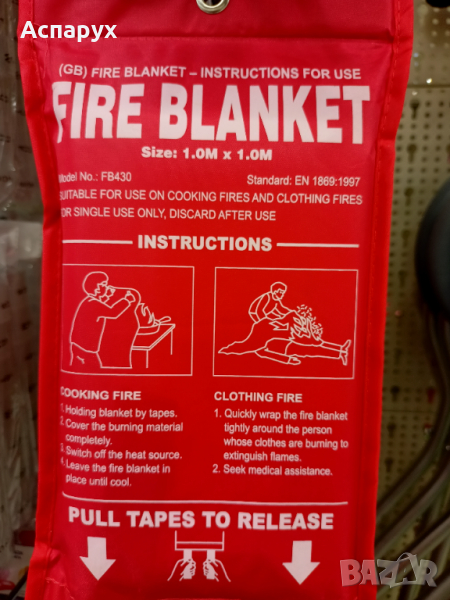 Аспарух
(GB) FIRE BLANKET – INSTRUCTIONS FOR USE
FIRE BLANKET
Size: 1.0M x 1.0M
Model No.: FB430 Standard: EN 1869:1997
SUITABLE FOR USE ON COOKING FIRES AND CLOTHING FIRES
FOR SINGLE USE ONLY, DISCARD AFTER USE
INSTRUCTIONS
COOKING FIRE
1. Holding blanket by tapes.
2. Cover the burning material
completely.
3. Switch off the heat source.
4. Leave the fire blanket in
place until cool.
CLOTHING FIRE
1. Quickly wrap the fire blanket
tightly around the person
whose clothes are burning to
extinguish flames.
2. Seek medical assistance.
PULL TAPES TO RELEASE
BAZAR.bg